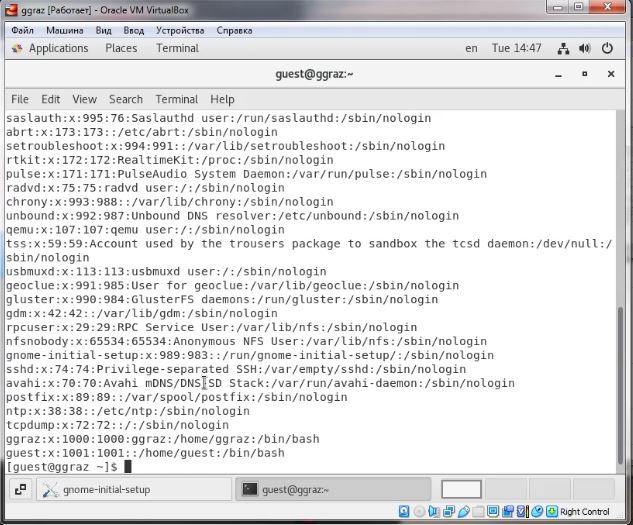 ggraz [Работает] - Oracle VM VirtualBox
Файл Машина Вид Ввод Устройства Справка
Applications Places Terminal en Tue 14:47
guest@ggraz:~
File Edit View Search Terminal Help
saslauth:x:995:76:Saslauthd user:/run/saslauthd:/sbin/nologin
abrt:x:173:173::/etc/abrt:/sbin/nologin
setroubleshoot:x:994:991::/var/lib/setroubleshoot:/sbin/nologin
rtkit:x:172:172:RealtimeKit:/proc:/sbin/nologin
pulse:x:171:171:PulseAudio System Daemon:/var/run/pulse:/sbin/nologin
radvd:x:75:75:radvd user:/:/sbin/nologin
chrony:x:993:988::/var/lib/chrony:/sbin/nologin
unbound:x:992:987:Unbound DNS resolver:/etc/unbound:/sbin/nologin
qemu:x:107:107:qemu user:/:/sbin/nologin
tss:x:59:59:Account used by the trousers package to sandbox the tcsd daemon:/dev/null:/
sbin/nologin
usbmuxd:x:113:113:usbmuxd user:/:/sbin/nologin
geoclue:x:991:985:User for geoclue:/var/lib/geoclue:/sbin/nologin
gluster:x:990:984:GlusterFS daemons:/run/gluster:/sbin/nologin
gdm:x:42:42::/var/lib/gdm:/sbin/nologin
rpcuser:x:29:29:RPC Service User:/var/lib/nfs:/sbin/nologin
nfsnobody:x:65534:65534:Anonymous NFS User:/var/lib/nfs:/sbin/nologin
gnome-initial-setup:x:989:983::/run/gnome-initial-setup/:/sbin/nologin
sshd:x:74:74:Privilege-separated SSH:/var/empty/sshd:/sbin/nologin
avahi:x:70:70:Avahi mDNS/DNS-SD Stack:/var/run/avahi-daemon:/sbin/nologin
postfix:x:89:89::/var/spool/postfix:/sbin/nologin
ntp:x:38:38::/etc/ntp:/sbin/nologin
tcpdump:x:72:72::/:/sbin/nologin
ggraz:x:1000:1000:ggraz:/home/ggraz:/bin/bash
guest:x:1001:1001::/home/guest:/bin/bash
[guest@ggraz ~]$
gnome-initial-setup guest@ggraz:~
Right Control